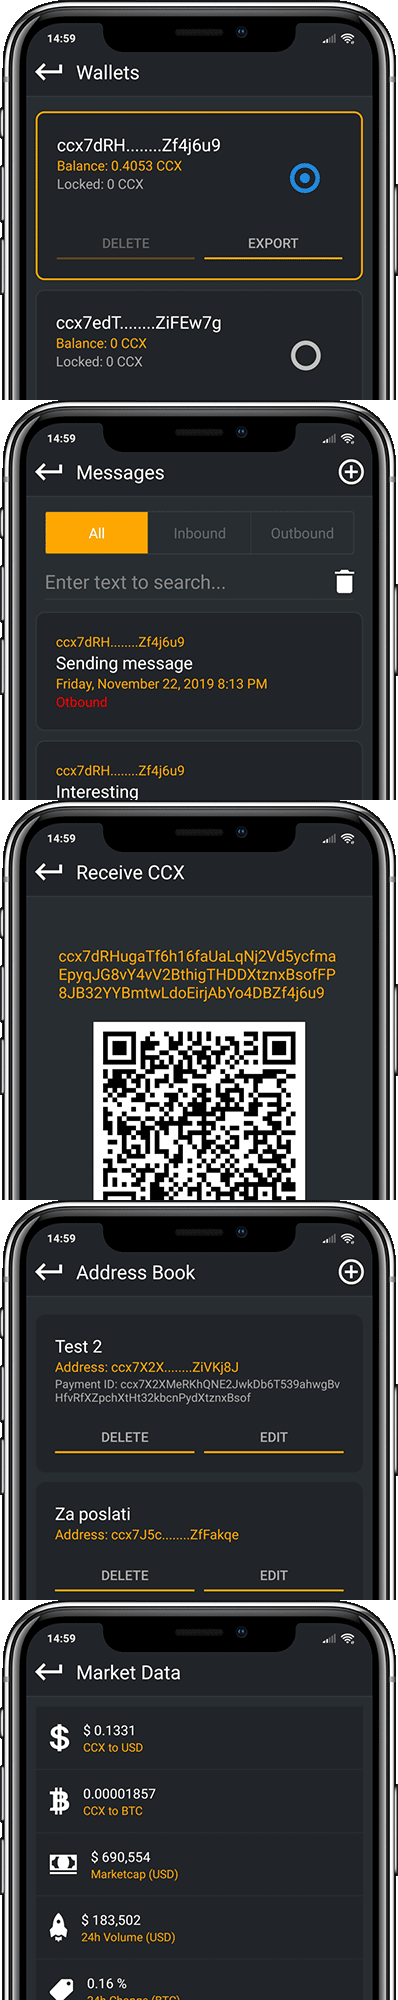 14:59
Wallets
ccx7dRH........Zf4j6u9
Balance: 0.4053 CCX
Locked: 0 CCX
DELETE EXPORT
ccx7edT........ZiFEw7g
Balance: 0 CCX
Locked: 0 CCX
14:59
Messages
All Inbound Outbound
Enter text to search...
ccx7dRH........Zf4j6u9
Sending message
Friday, November 22, 2019 8:13 PM
Otbound
ccx7dRH........Zf4j6u9
Interesting
14:59
Receive CCX
ccx7dRHugaTf6h16faUaLqNj2Vd5ycfma
EpyqJG8vY4vV2BthigTHDDXtznxBsofFP
8JB32YYBmtwLdoEirjAbYo4DBZf4j6u9
14:59
Address Book
Test 2
Address: ccx7X2X........ZiVKj8J
Payment ID: ccx7X2XMeRKhQNE2JwkDb6T539ahwgBv
HfvRfXZpchXtHt32kbcnPydXtznxBsof
DELETE EDIT
Za poslati
Address: ccx7J5c........ZfFakqe
DELETE EDIT
14:59
Market Data
$ 0.1331
CCX to USD
0.00001857
CCX to BTC
$ 690,554
Marketcap (USD)
$ 183,502
24h Volume (USD)
0.16 %
24h Change (BTC)